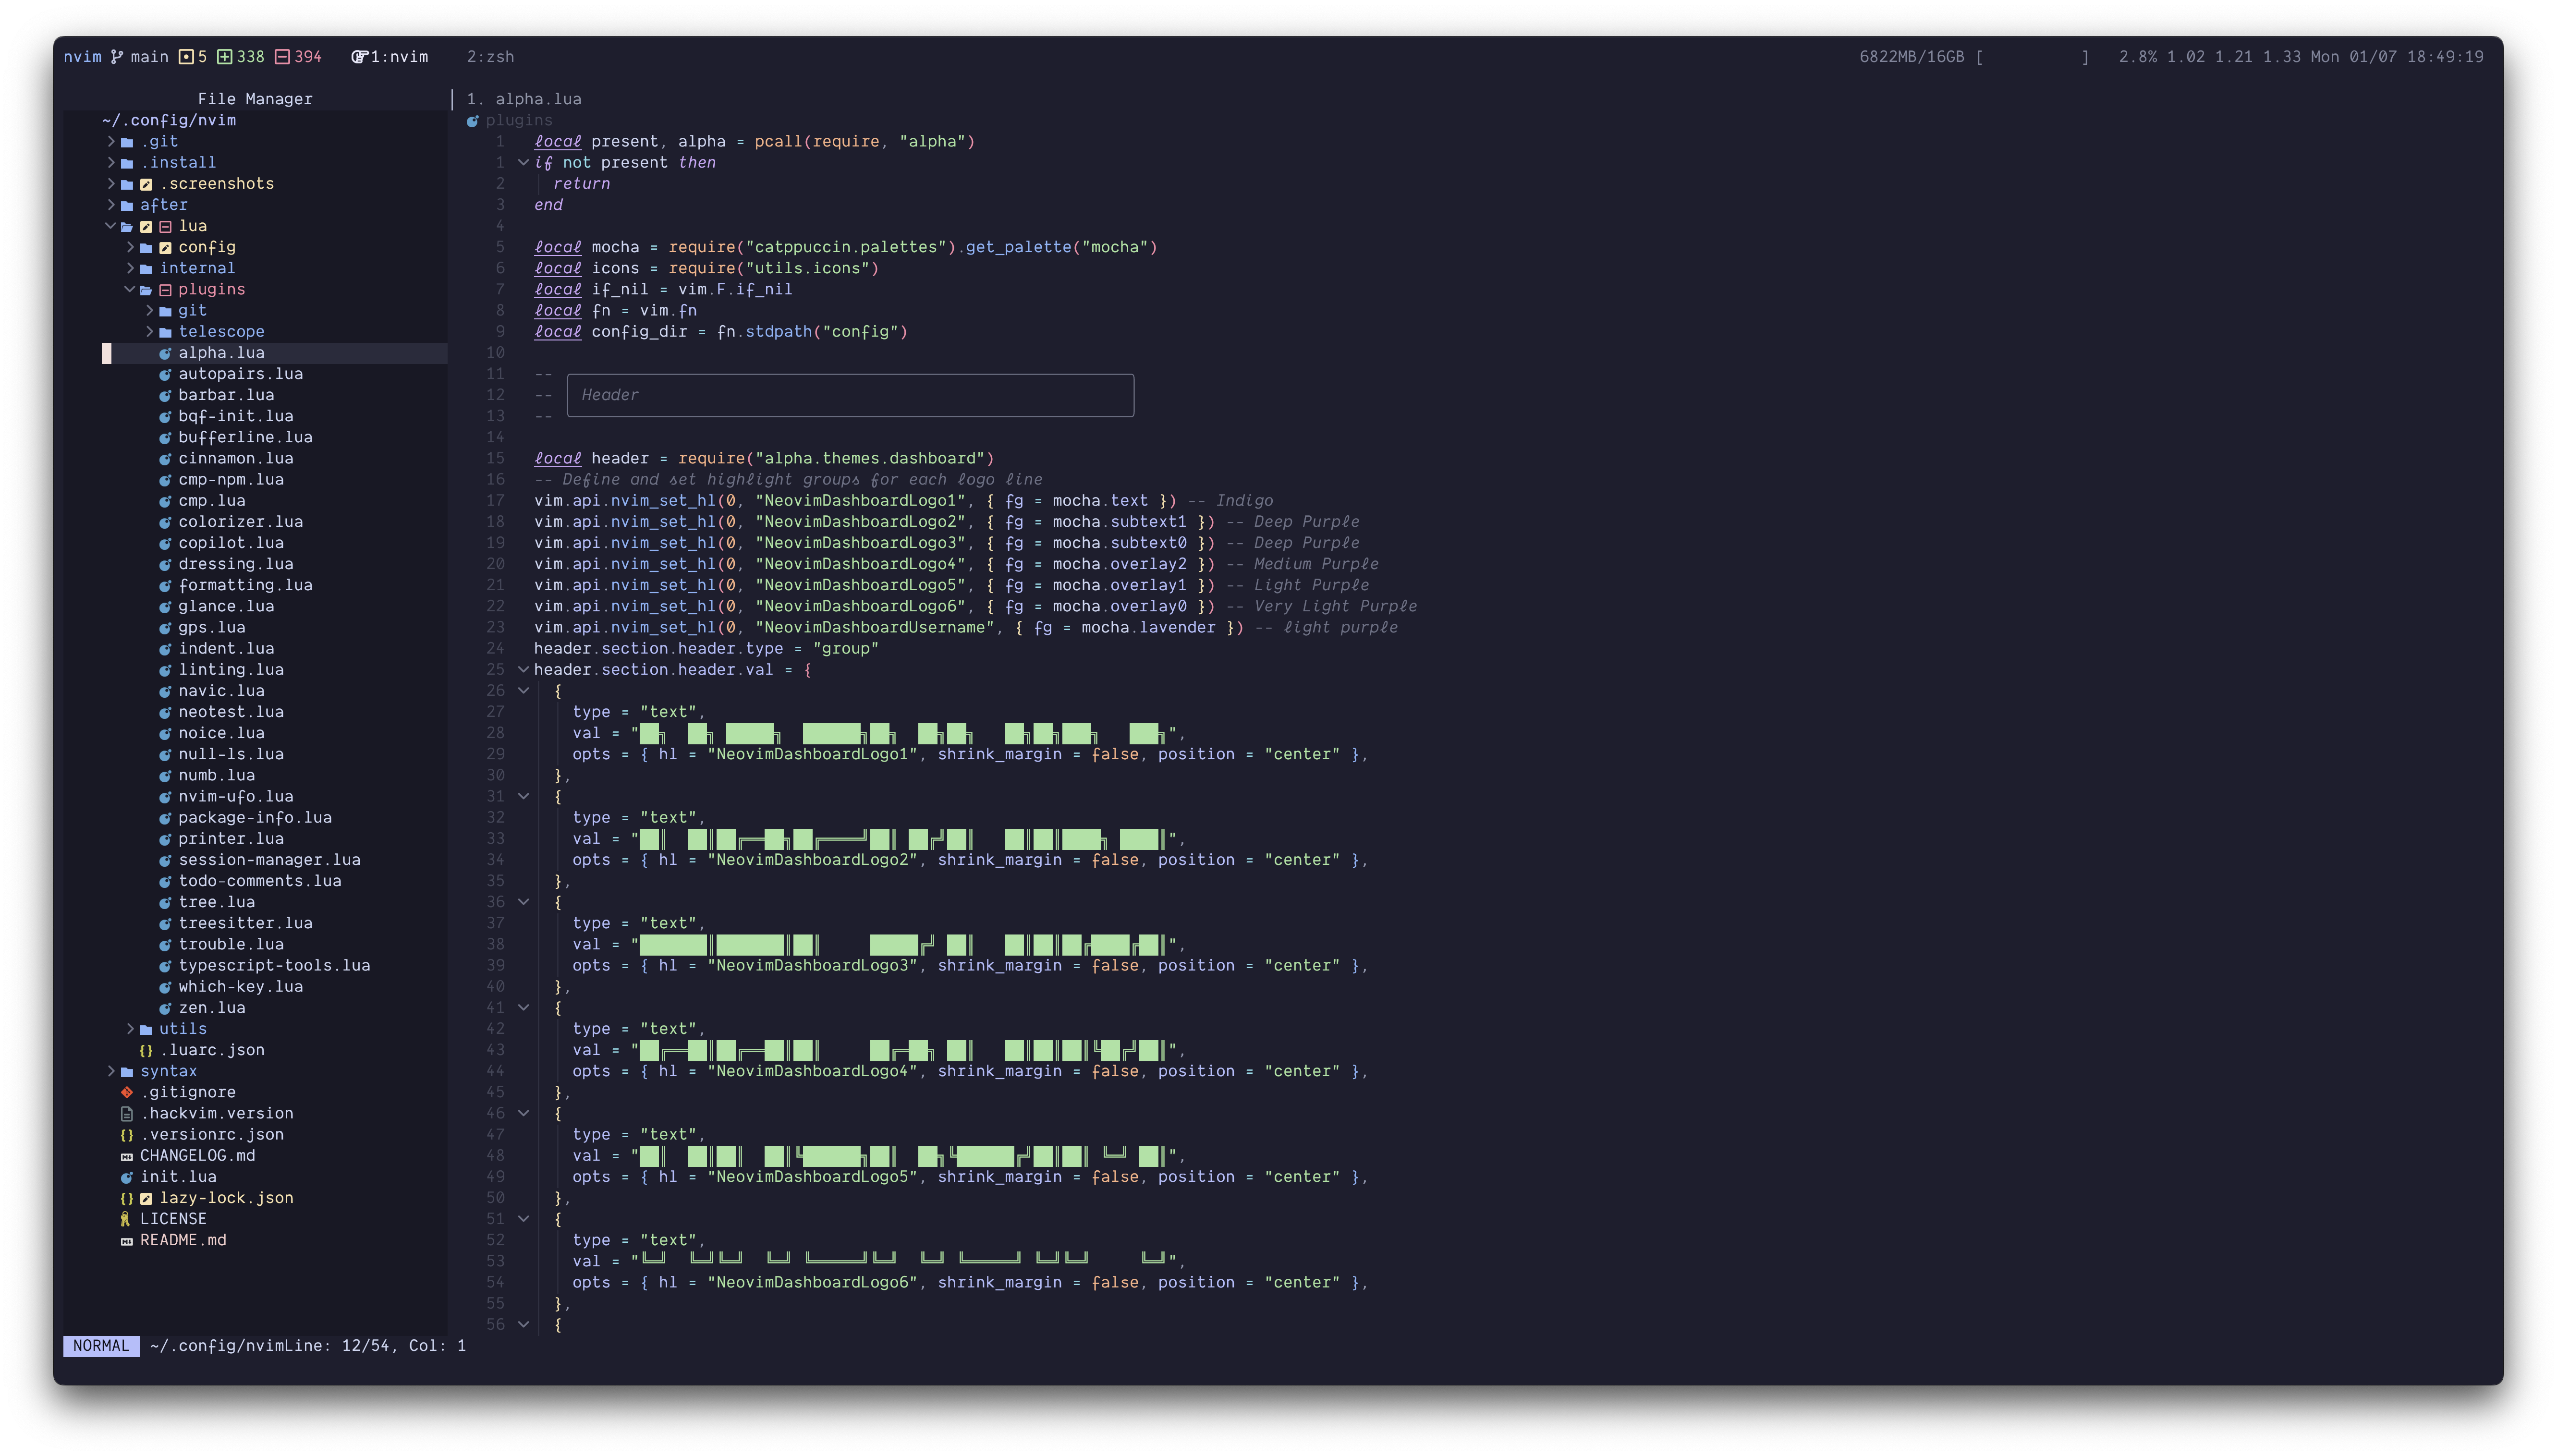 nvim main 5 338 394 1:nvim 2:zsh 6822MB/16GB [ ] 2.8% 1.02 1.21 1.33 Mon 01/07 18:49:19
File Manager
~/.config/nvim
.git
.install
.screenshots
after
lua
config
internal
plugins
git
telescope
alpha.lua
autopairs.lua
barbar.lua
bqf-init.lua
bufferline.lua
cinnamon.lua
cmp-npm.lua
cmp.lua
colorizer.lua
copilot.lua
dressing.lua
formatting.lua
glance.lua
gps.lua
indent.lua
linting.lua
navic.lua
neotest.lua
noice.lua
null-ls.lua
numb.lua
nvim-ufo.lua
package-info.lua
printer.lua
session-manager.lua
todo-comments.lua
tree.lua
treesitter.lua
trouble.lua
typescript-tools.lua
which-key.lua
zen.lua
utils
{} .luarc.json
syntax
.gitignore
.hackvim.version
{} .versionrc.json
CHANGELOG.md
init.lua
{} lazy-lock.json
LICENSE
README.md
1. alpha.lua
plugins
1 local present, alpha = pcall(require, "alpha")
1 if not present then
2 return
3 end
4
5 local mocha = require("catppuccin.palettes").get_palette("mocha")
6 local icons = require("utils.icons")
7 local if_nil = vim.F.if_nil
8 local fn = vim.fn
9 local config_dir = fn.stdpath("config")
10
11 --
12 -- Header
13 --
14
15 local header = require("alpha.themes.dashboard")
16 -- Define and set highlight groups for each logo line
17 vim.api.nvim_set_hl(0, "NeovimDashboardLogo1", { fg = mocha.text }) -- Indigo
18 vim.api.nvim_set_hl(0, "NeovimDashboardLogo2", { fg = mocha.subtext1 }) -- Deep Purple
19 vim.api.nvim_set_hl(0, "NeovimDashboardLogo3", { fg = mocha.subtext0 }) -- Deep Purple
20 vim.api.nvim_set_hl(0, "NeovimDashboardLogo4", { fg = mocha.overlay2 }) -- Medium Purple
21 vim.api.nvim_set_hl(0, "NeovimDashboardLogo5", { fg = mocha.overlay1 }) -- Light Purple
22 vim.api.nvim_set_hl(0, "NeovimDashboardLogo6", { fg = mocha.overlay0 }) -- Very Light Purple
23 vim.api.nvim_set_hl(0, "NeovimDashboardUsername", { fg = mocha.lavender }) -- light purple
24 header.section.header.type = "group"
25 header.section.header.val = {
26 {
27 type = "text",
28 val = "██╗  ██╗ █████╗  ██████╗██╗  ██╗██╗   ██╗██╗███╗   ███╗",
29 opts = { hl = "NeovimDashboardLogo1", shrink_margin = false, position = "center" },
30 },
31 {
32 type = "text",
33 val = "██║  ██║██╔══██╗██╔════╝██║ ██╔╝██║   ██║██║████╗ ████║",
34 opts = { hl = "NeovimDashboardLogo2", shrink_margin = false, position = "center" },
35 },
36 {
37 type = "text",
38 val = "███████║███████║██║     █████╔╝ ██║   ██║██║██╔████╔██║",
39 opts = { hl = "NeovimDashboardLogo3", shrink_margin = false, position = "center" },
40 },
41 {
42 type = "text",
43 val = "██╔══██║██╔══██║██║     ██╔═██╗ ██║   ██║██║██║╚██╔╝██║",
44 opts = { hl = "NeovimDashboardLogo4", shrink_margin = false, position = "center" },
45 },
46 {
47 type = "text",
48 val = "██║  ██║██║  ██║╚██████╗██║  ██╗╚██████╔╝██║██║ ╚═╝ ██║",
49 opts = { hl = "NeovimDashboardLogo5", shrink_margin = false, position = "center" },
50 },
51 {
52 type = "text",
53 val = "╚═╝  ╚═╝╚═╝  ╚═╝ ╚═════╝╚═╝  ╚═╝ ╚═════╝ ╚═╝╚═╝     ╚═╝",
54 opts = { hl = "NeovimDashboardLogo6", shrink_margin = false, position = "center" },
55 },
56 {
NORMAL ~/.config/nvimLine: 12/54, Col: 1